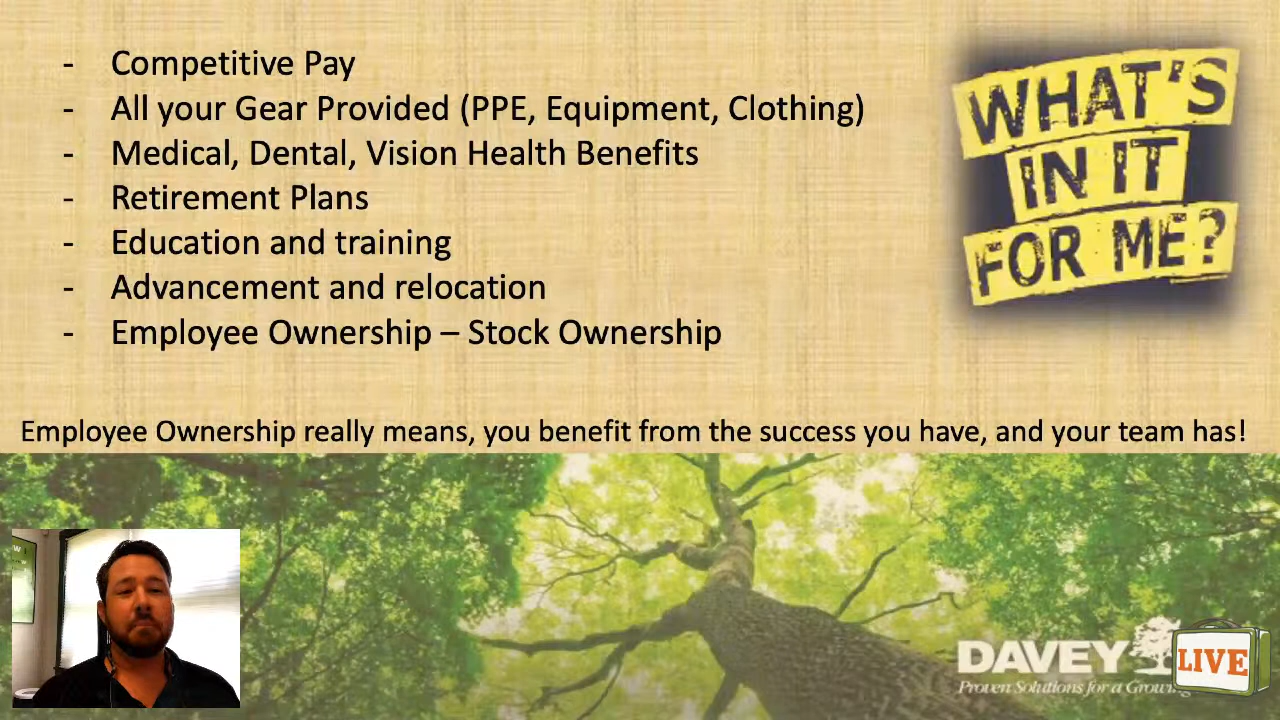 - Competitive Pay
- All your Gear Provided (PPE, Equipment, Clothing)
- Medical, Dental, Vision Health Benefits
- Retirement Plans
- Education and training
- Advancement and relocation
- Employee Ownership – Stock Ownership
WHAT'S
IN IT
FOR ME?
Employee Ownership really means, you benefit from the success you have, and your team has!
DAVEY
Proven Solutions for a
LIVE